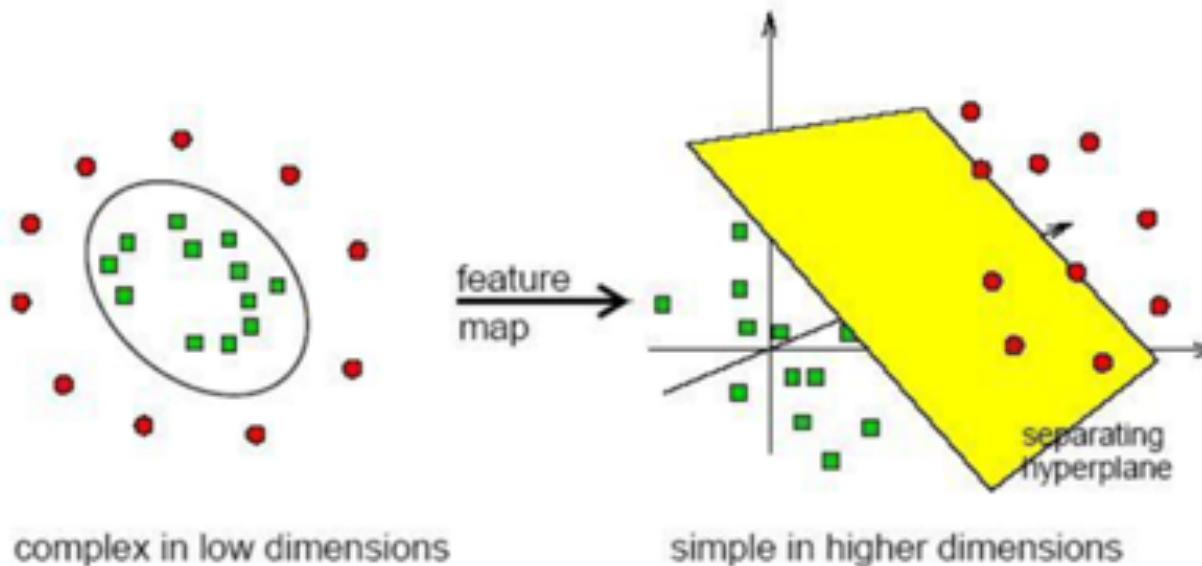 feature
map
separating
hyperplane
complex in low dimensions
simple in higher dimensions